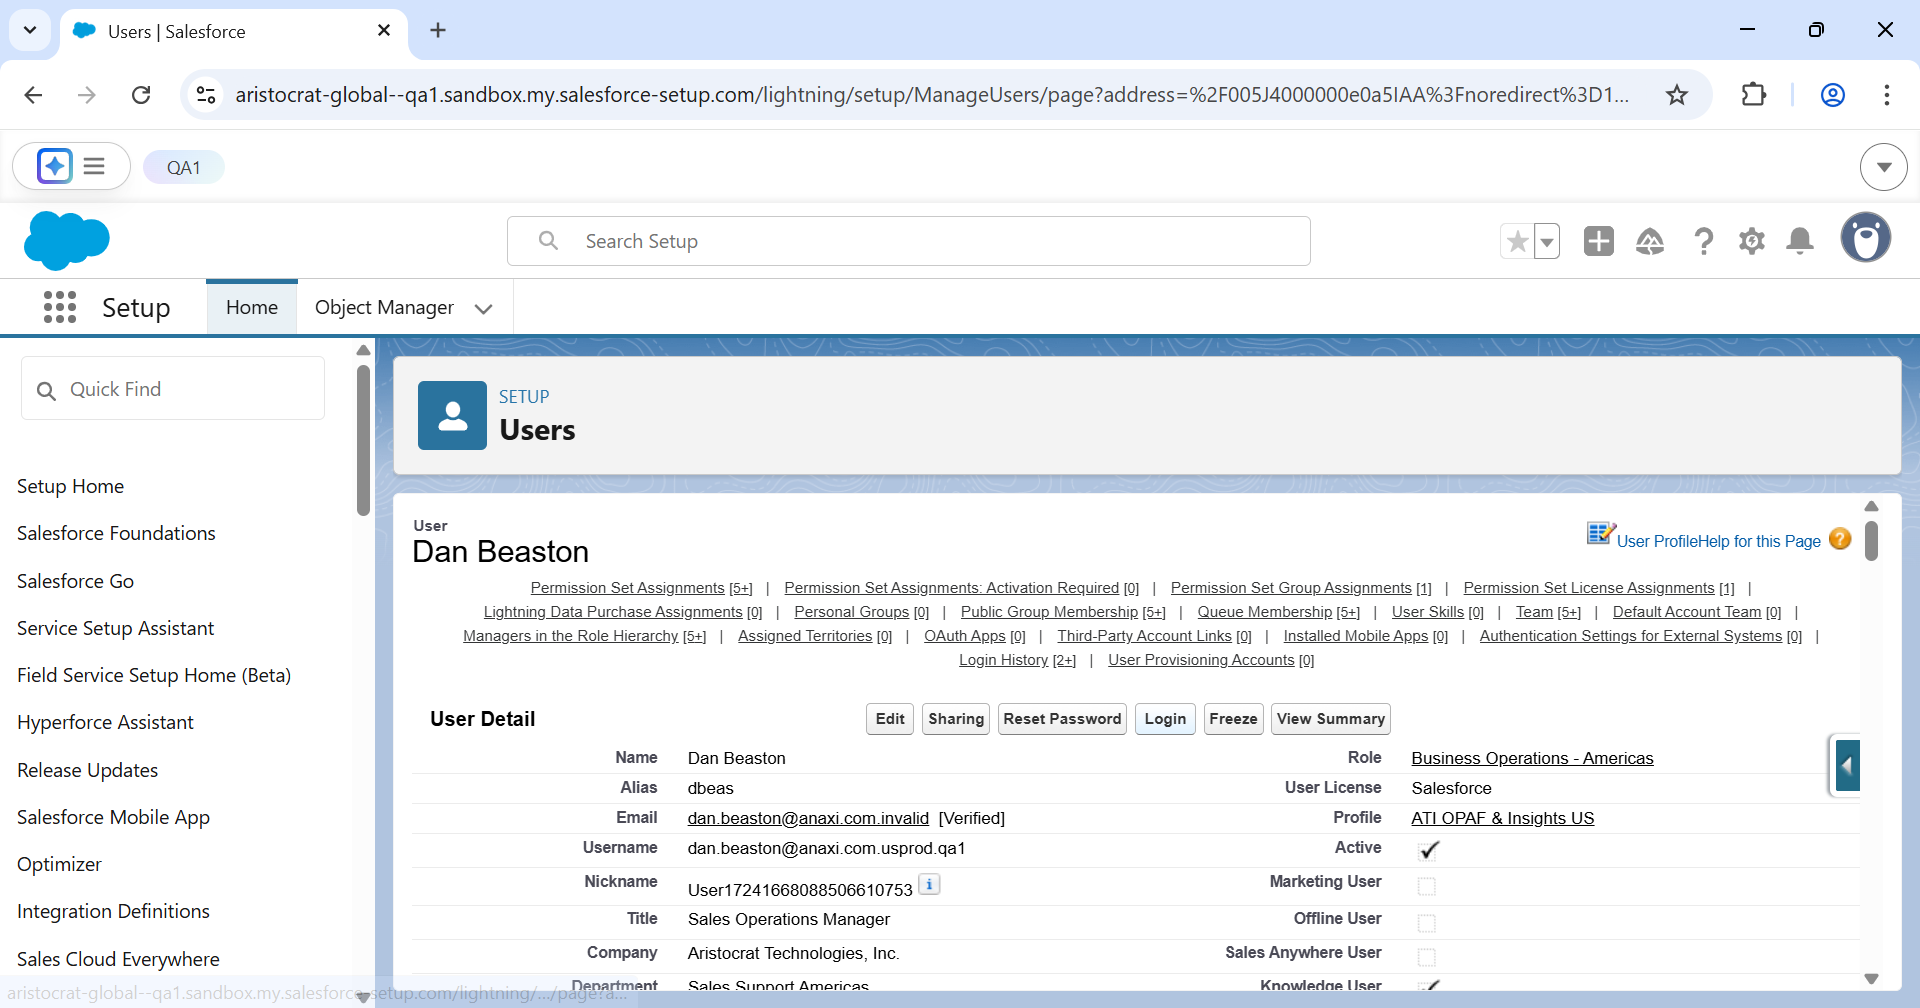 Users | Salesforce
aristocrat-global--qa1.sandbox.my.salesforce-setup.com/lightning/setup/ManageUsers/page?address=%2F005J4000000e0a5IAA%3Fnoredirect%3D1...
QA1
Search Setup
Setup
Home
Object Manager
Quick Find
Setup Home
Salesforce Foundations
Salesforce Go
Service Setup Assistant
Field Service Setup Home (Beta)
Hyperforce Assistant
Release Updates
Salesforce Mobile App
Optimizer
Integration Definitions
Sales Cloud Everywhere
aristocrat-global--qa1.sandbox.my.salesforce-setup.com/lightning/.../page?a...
SETUP
Users
User
Dan Beaston
User Profile Help for this Page
Permission Set Assignments [5+] | Permission Set Assignments: Activation Required [0] | Permission Set Group Assignments [1] | Permission Set License Assignments [1] |
Lightning Data Purchase Assignments [0] | Personal Groups [0] | Public Group Membership [5+] | Queue Membership [5+] | User Skills [0] | Team [5+] | Default Account Team [0] |
Managers in the Role Hierarchy [5+] | Assigned Territories [0] | OAuth Apps [0] | Third-Party Account Links [0] | Installed Mobile Apps [0] | Authentication Settings for External Systems [0] |
Login History [2+] | User Provisioning Accounts [0]
User Detail
Edit Sharing Reset Password Login Freeze View Summary
Name Dan Beaston Role Business Operations - Americas
Alias dbeas User License Salesforce
Email dan.beaston@anaxi.com.invalid [Verified] Profile ATI OPAF & Insights US
Username dan.beaston@anaxi.com.usprod.qa1 Active
Nickname User17241668088506610753 Marketing User
Title Sales Operations Manager Offline User
Company Aristocrat Technologies, Inc. Sales Anywhere User
Department Sales Support Americas Knowledge User